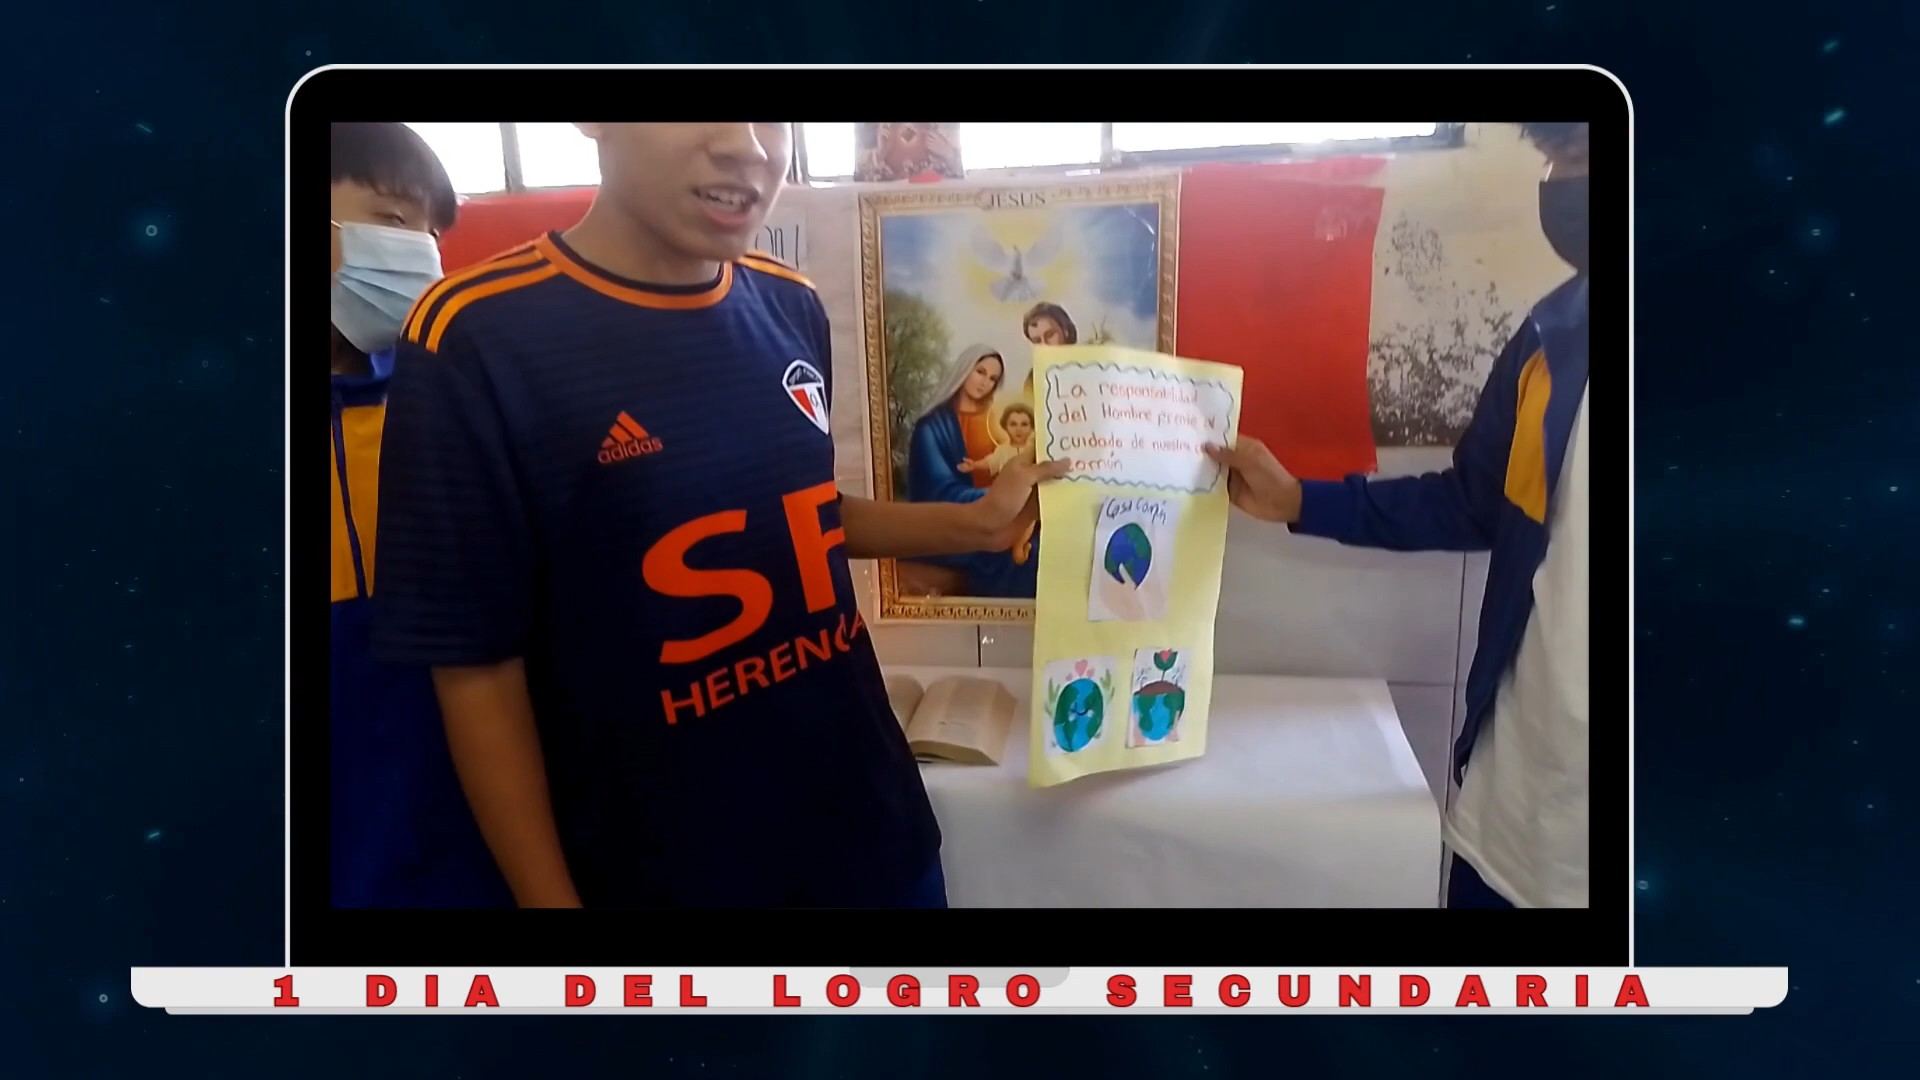 JESUS
adidas
SF
HERENCIA
La responsabilidad
del Hombre frente al
cuidado de nuestra
común
Casa Común
1 DIA DEL LOGRO SECUNDARIA